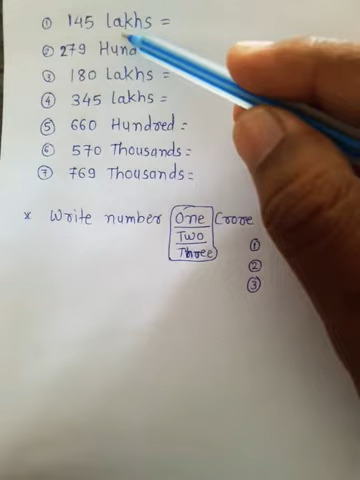 ① 145 lakhs =
② 279 Hund
③ 180 Lakhs =
④ 345 lakhs =
⑤ 660 Hundred =
⑥ 570 Thousands =
⑦ 769 Thousands =
* Write number One Crore
Two
Three
①
②
③